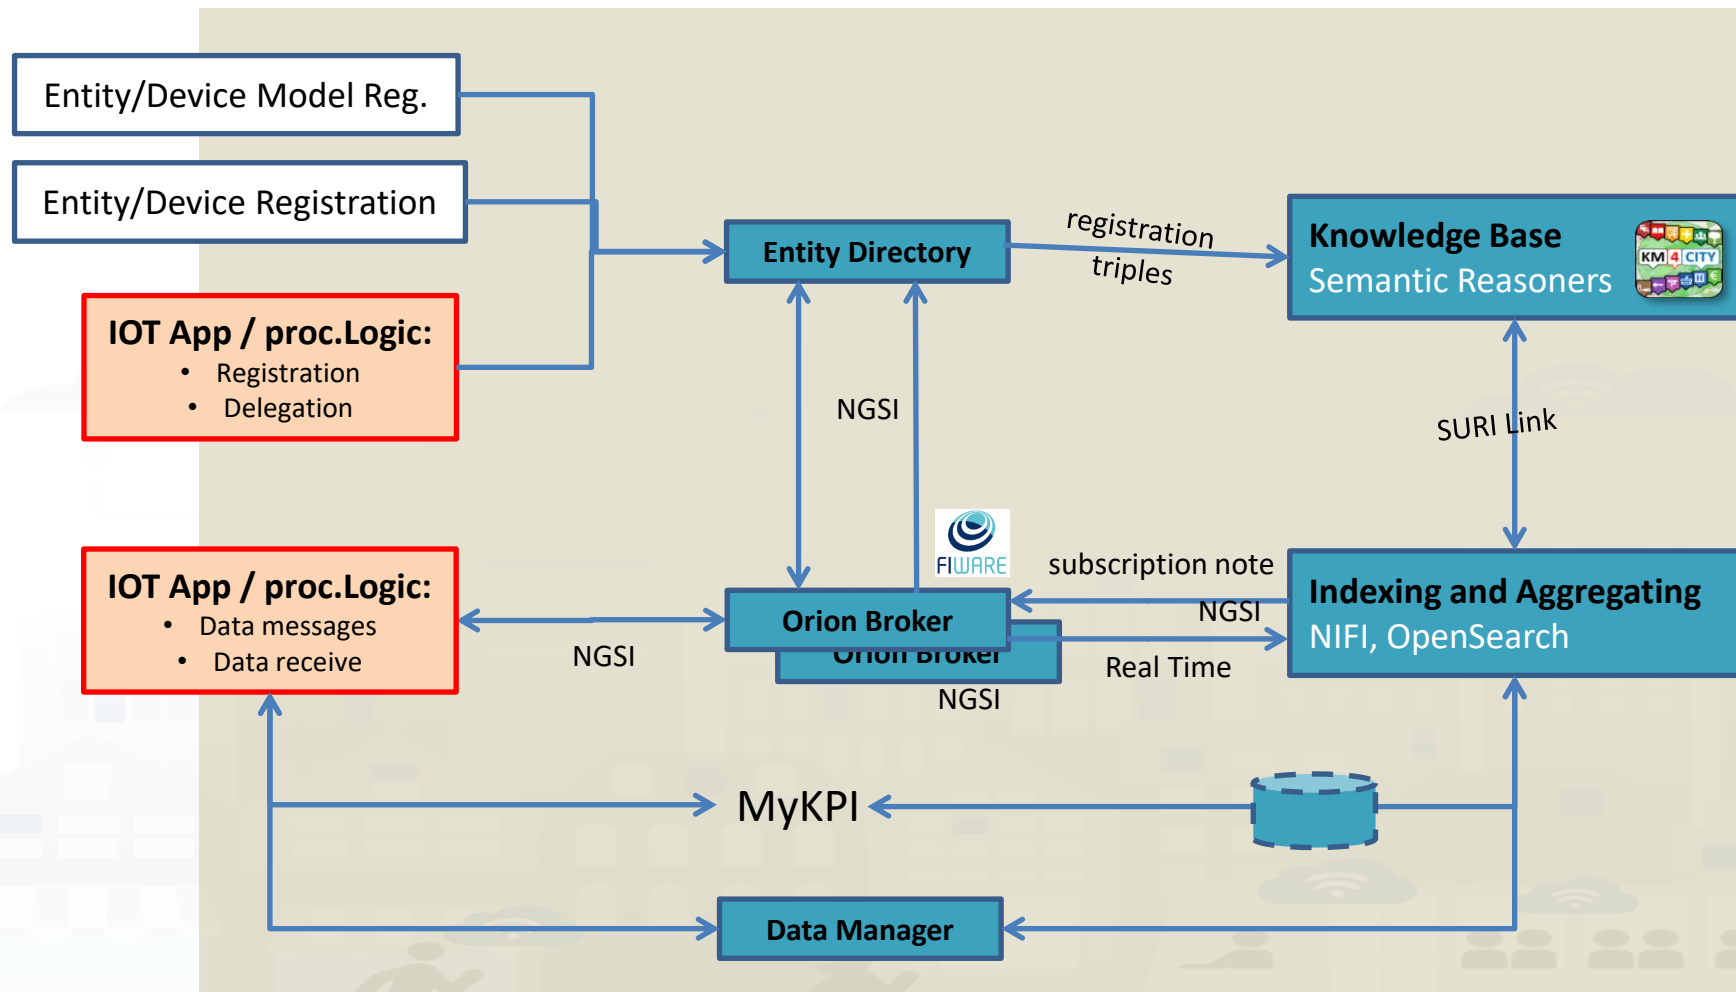 Entity/Device Model Reg.
Entity/Device Registration
IOT App / proc.Logic:
• Registration
• Delegation
Entity Directory
registration
triples
Knowledge Base
Semantic Reasoners
KM 4 CITY
NGSI
SURI Link
FIWARE
IOT App / proc.Logic:
• Data messages
• Data receive
NGSI
Orion Broker
Orion Broker
NGSI
subscription note
NGSI
Real Time
Indexing and Aggregating
NIFI, OpenSearch
MyKPI
Data Manager